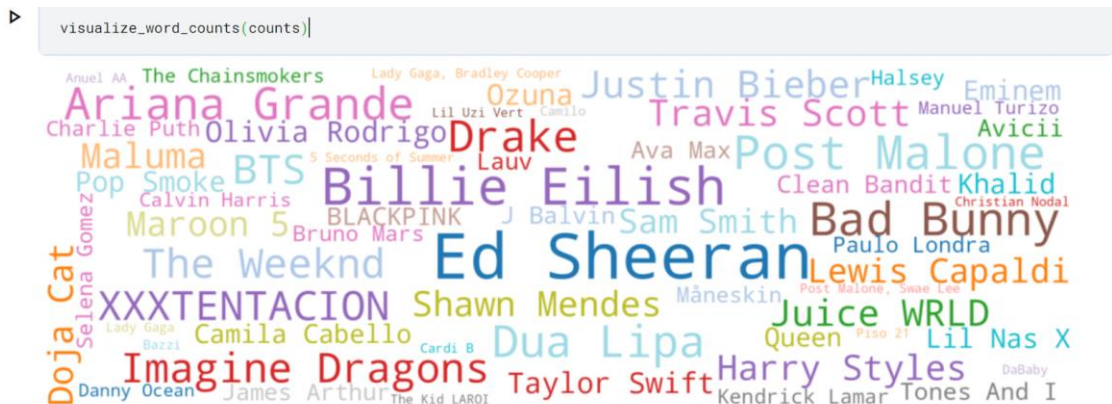 visualize_word_counts(counts)
Anuel AA The Chainsmokers Lady Gaga, Bradley Cooper Justin Bieber Halsey
Ariana Grande Ozuna Eminem
Lil Uzi Vert Camilo Travis Scott Manuel Turizo
Charlie Puth Olivia Rodrigo Drake Avicii
Maluma BTS 5 Seconds of Summer Lauv Ava Max Post Malone
Pop Smoke Billie Eilish Clean Bandit Khalid
Calvin Harris Christian Nodal
Maroon 5 BLACKPINK J Balvin Sam Smith Bad Bunny
Bruno Mars Paulo Londra
Selena Gomez
The Weeknd Ed Sheeran Lewis Capaldi
Doja Cat
XXXTENTACION Shawn Mendes Måneskin Post Malone, Swae Lee
Juice WRLD
Lady Gaga Camila Cabello Dua Lipa Queen Piso 21 Lil Nas X
Bazzi Cardi B
Imagine Dragons Taylor Swift Harry Styles DaBaby
Danny Ocean James Arthur The Kid LAROI Kendrick Lamar Tones And I